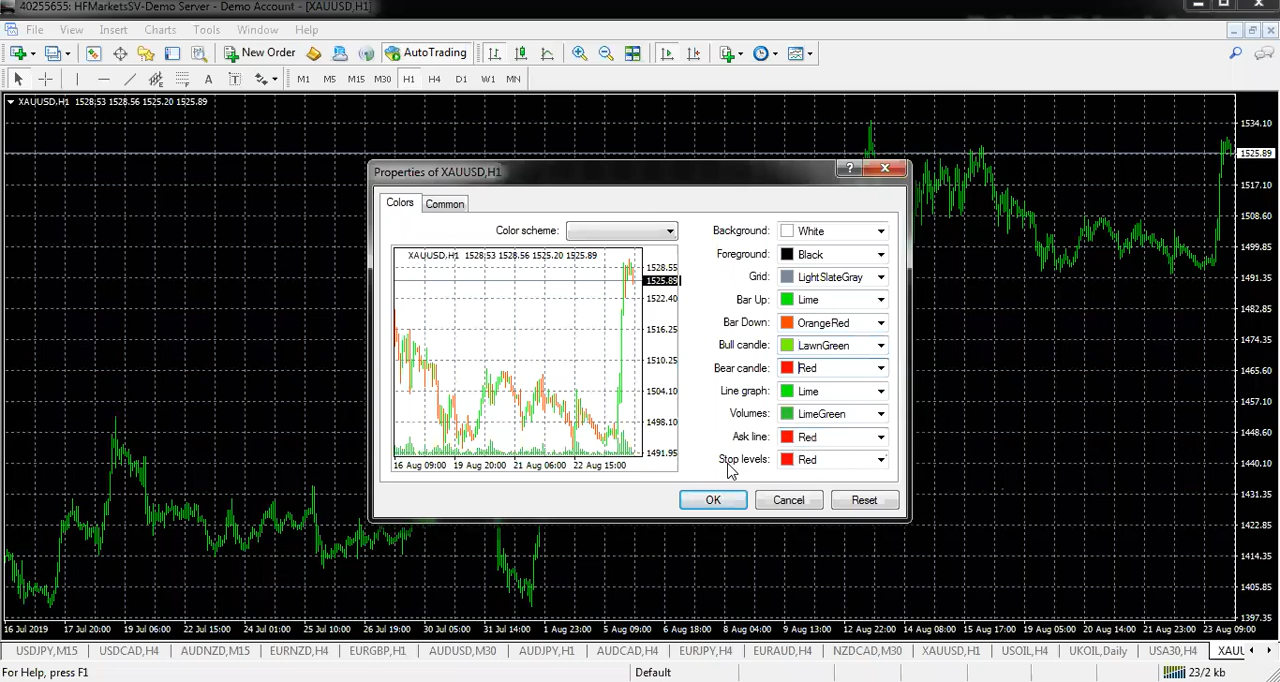 40255655: HFMarketsSV-Demo Server - Demo Account - [XAUUSD,H1]
File View Insert Charts Tools Window Help
New Order AutoTrading
A T M1 M5 M15 M30 H1 H4 D1 W1 MN
XAUUSD,H1 1528.53 1528.56 1525.20 1525.89
1534.10
1525.89
1517.10
1508.60
1499.85
1491.35
1482.85
1474.35
1465.60
1457.10
1448.60
1440.10
1431.35
1422.85
1414.35
1405.85
1397.35
Properties of XAUUSD,H1
?
Colors Common
Color scheme:
XAUUSD,H1 1528.53 1528.56 1525.20 1525.89
1528.55
1525.89
1522.40
1516.25
1510.25
1504.10
1498.10
1491.95
16 Aug 09:00 19 Aug 20:00 21 Aug 06:00 22 Aug 15:00
Background: White
Foreground: Black
Grid: LightSlateGray
Bar Up: Lime
Bar Down: OrangeRed
Bull candle: LawnGreen
Bear candle: Red
Line graph: Lime
Volumes: LimeGreen
Ask line: Red
Stop levels: Red
OK Cancel Reset
16 Jul 2019 17 Jul 20:00 19 Jul 06:00 22 Jul 15:00 24 Jul 01:00 25 Jul 10:00 26 Jul 19:00 30 Jul 05:00 31 Jul 14:00 1 Aug 23:00 5 Aug 09:00 6 Aug 18:00 8 Aug 04:00 9 Aug 13:00 12 Aug 22:00 14 Aug 08:00 15 Aug 17:00 19 Aug 05:00 20 Aug 14:00 21 Aug 23:00 23 Aug 09:00
USDJPY,M15 USDCAD,H4 AUDNZD,M15 EURNZD,H4 EURGBP,H1 AUDUSD,M30 AUDJPY,H1 AUDCAD,H4 EURJPY,H4 EURAUD,H4 NZDCAD,M30 XAUUSD,H1 USOIL,H4 UKOIL,Daily USA30,H4 XAU
For Help, press F1 Default 23/2 kb